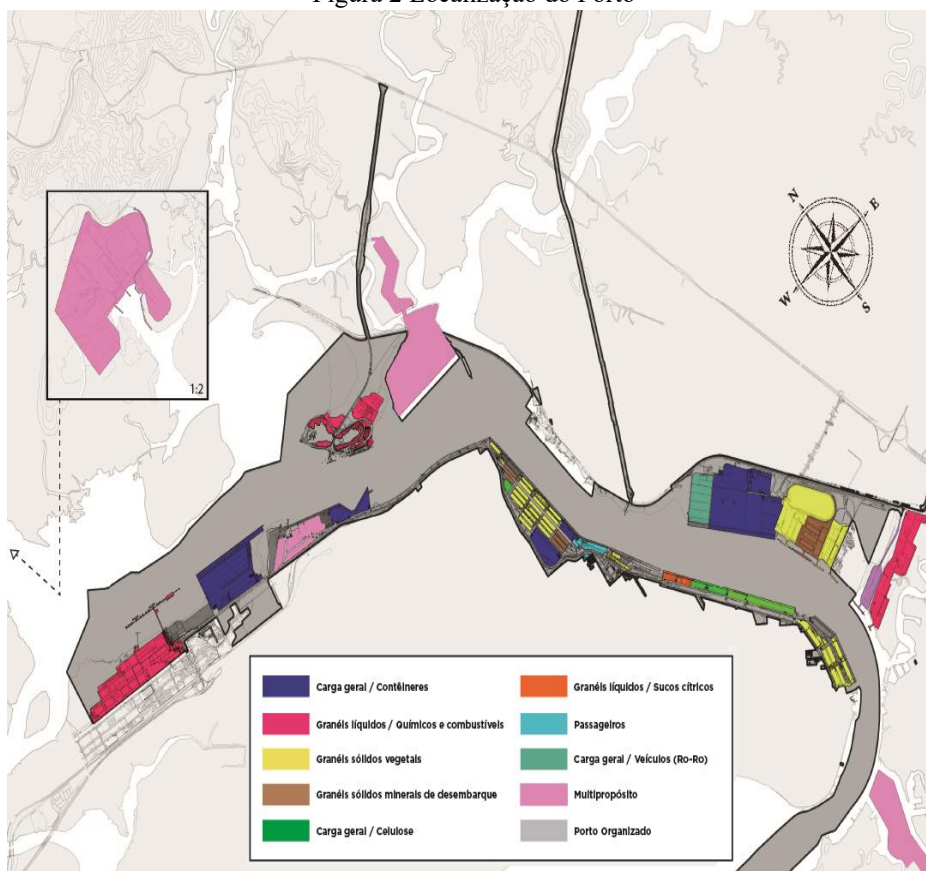 Figura 2 Localização do Porto
N
E
W
S
1:2
Carga geral / Contêineres
Granéis líquidos / Químicos e combustíveis
Granéis sólidos vegetais
Granéis sólidos minerais de desembarque
Carga geral / Celulose
Granéis líquidos / Sucos cítricos
Passageiros
Carga geral / Veículos (Ro-Ro)
Multipropósito
Porto Organizado